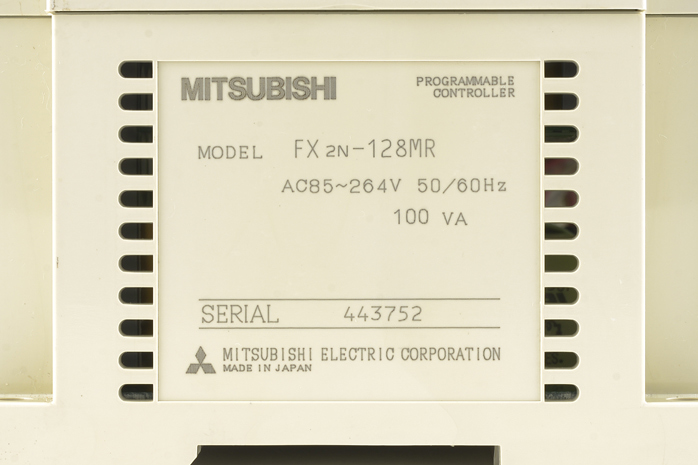 MITSUBISHI
PROGRAMMABLE
CONTROLLER
MODEL FX2N-128MR
AC85~264V 50/60Hz
100 VA
SERIAL 443752
MITSUBISHI ELECTRIC CORPORATION
MADE IN JAPAN